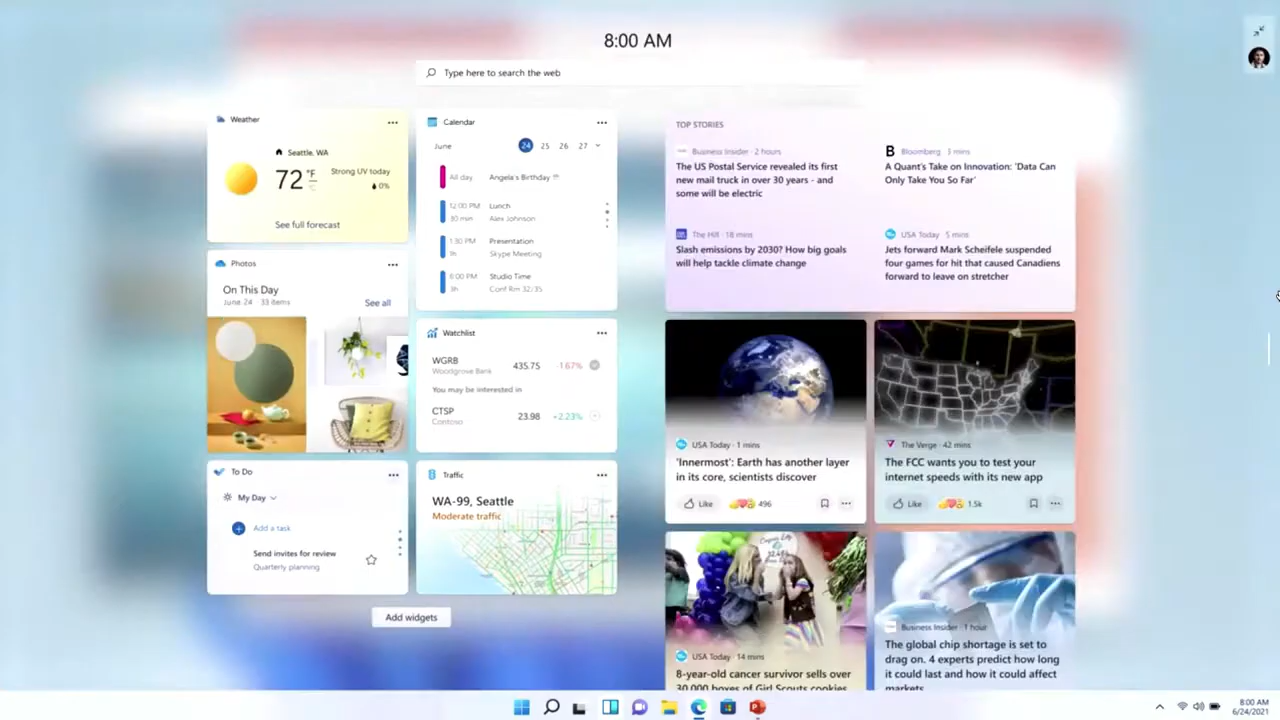 8:00 AM
Type here to search the web
Weather
Seattle, WA
72 °F
°C
Strong UV today
0%
See full forecast
Photos
On This Day
June 24 · 33 items
See all
To Do
My Day
Add a task
Send invites for review
Quarterly planning
Calendar
June
24 25 26 27
All day Angela's Birthday
12:00 PM Lunch
30 min Alex Johnson
1:30 PM Presentation
1h Skype Meeting
6:00 PM Studio Time
3h Conf Rm 32/35
Watchlist
WGRB 435.75 -1.67%
Woodgrove Bank
You may be interested in
CTSP 23.98 +2.23%
Contoso
Traffic
WA-99, Seattle
Moderate traffic
Add widgets
TOP STORIES
Business Insider · 2 hours
The US Postal Service revealed its first
new mail truck in over 30 years - and
some will be electric
B Bloomberg · 3 mins
A Quant's Take on Innovation: 'Data Can
Only Take You So Far'
The Hill · 18 mins
Slash emissions by 2030? How big goals
will help tackle climate change
USA Today · 5 mins
Jets forward Mark Scheifele suspended
four games for hit that caused Canadiens
forward to leave on stretcher
USA Today · 1 mins
'Innermost': Earth has another layer
in its core, scientists discover
Like 496
The Verge · 42 mins
The FCC wants you to test your
internet speeds with its new app
Like 1.5k
USA Today · 14 mins
8-year-old cancer survivor sells over
30,000 boxes of Girl Scouts cookies
Business Insider · 1 hour
The global chip shortage is set to
drag on. 4 experts predict how long
it could last and how it could affect
markets
8:00 AM
6/24/2021